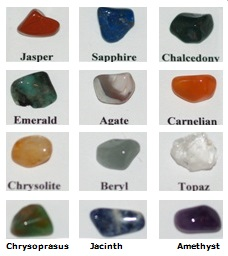 Jasper Sapphire Chalcedony
Emerald Agate Carnelian
Chrysolite Beryl Topaz
Chrysoprasus Jacinth Amethyst